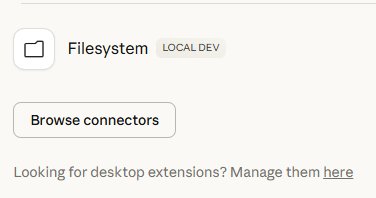 Filesystem LOCAL DEV
Browse connectors
Looking for desktop extensions? Manage them here